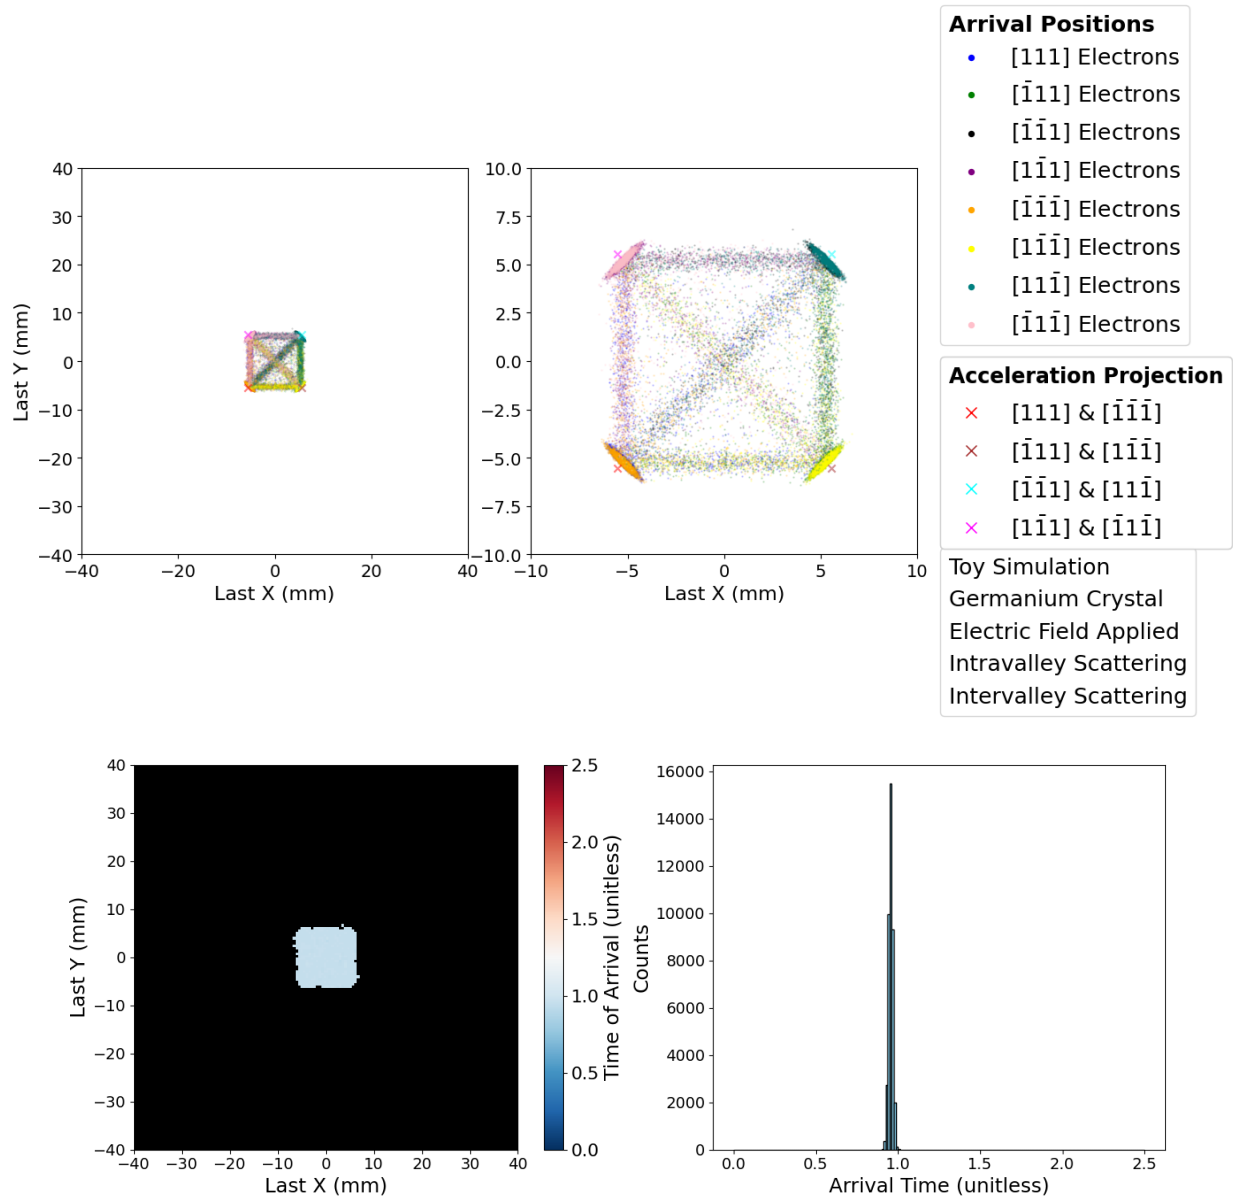 Arrival Positions
[111] Electrons
[1̄11] Electrons
[1̄1̄1] Electrons
[11̄1] Electrons
[1̄1̄1̄] Electrons
[11̄1̄] Electrons
[111̄] Electrons
[1̄11̄] Electrons
Acceleration Projection
[111] & [1̄1̄1̄]
[1̄11] & [11̄1̄]
[1̄1̄1] & [111̄]
[11̄1] & [1̄11̄]
Toy Simulation
Germanium Crystal
Electric Field Applied
Intravalley Scattering
Intervalley Scattering
40
30
20
10
0
−10
−20
−30
−40
Last Y (mm)
−40 −20 0 20 40
Last X (mm)
10.0
7.5
5.0
2.5
0.0
−2.5
−5.0
−7.5
−10.0
−10 −5 0 5 10
Last X (mm)
40
30
20
10
0
−10
−20
−30
−40
Last Y (mm)
−40 −30 −20 −10 0 10 20 30 40
Last X (mm)
2.5
2.0
1.5
1.0
0.5
0.0
Time of Arrival (unitless)
16000
14000
12000
10000
8000
6000
4000
2000
0
Counts
0.0 0.5 1.0 1.5 2.0 2.5
Arrival Time (unitless)